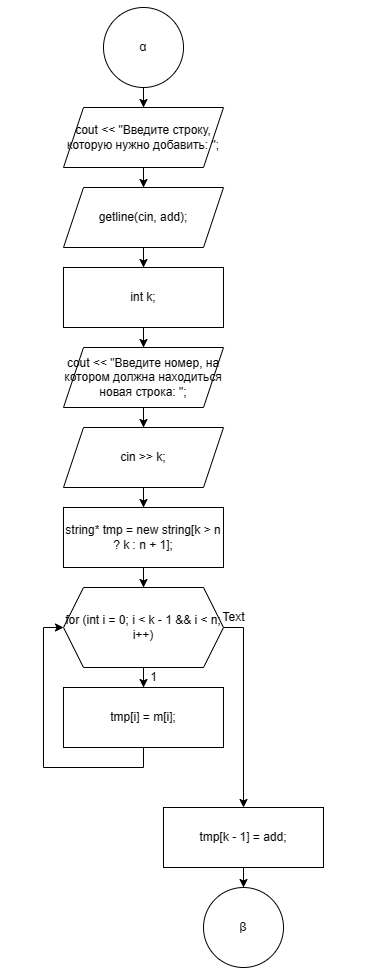 α
cout << "Введите строку,
которую нужно добавить: ";
getline(cin, add);
int k;
cout << "Введите номер, на
котором должна находиться
новая строка: ";
cin >> k;
string* tmp = new string[k > n
? k : n + 1];
for (int i = 0; i < k - 1 && i < n;
i++)
Text
1
tmp[i] = m[i];
tmp[k - 1] = add;
β